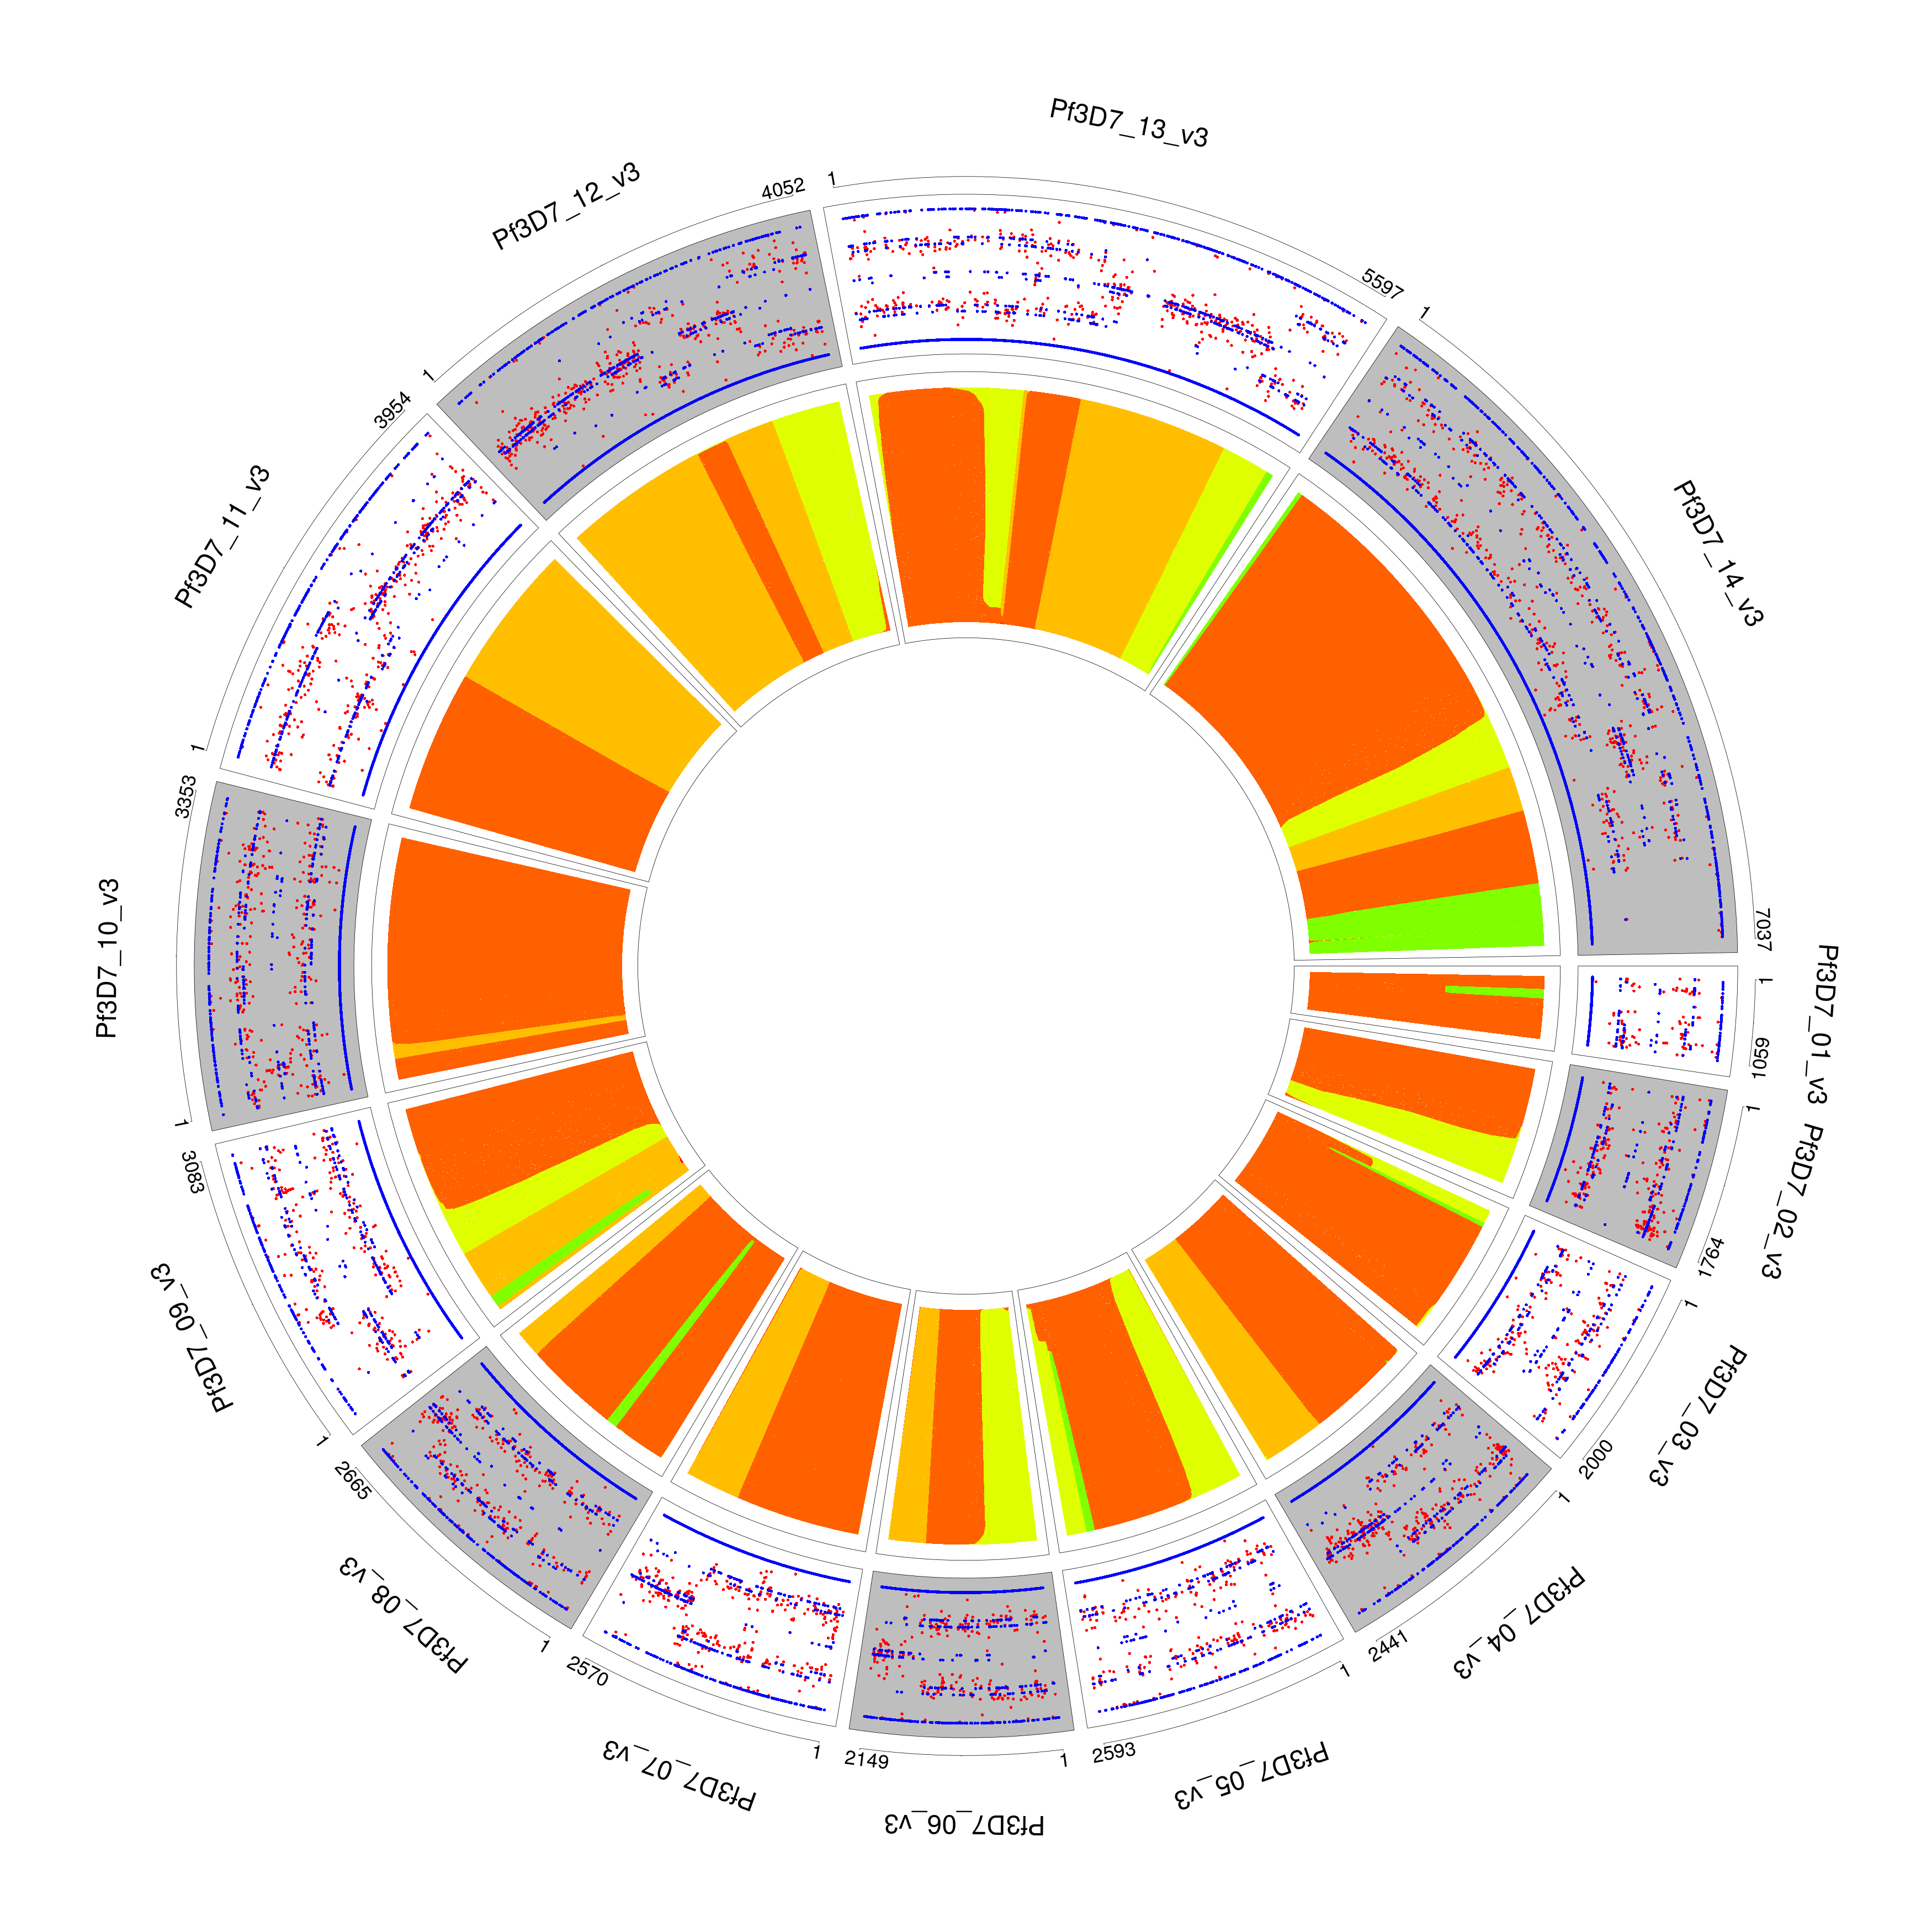 Pf3D7_01_v3
1
1059
Pf3D7_02_v3
1
1764
Pf3D7_03_v3
1
2000
Pf3D7_04_v3
1
2441
Pf3D7_05_v3
1
2593
Pf3D7_06_v3
1
2149
Pf3D7_07_v3
1
2570
Pf3D7_08_v3
1
2665
Pf3D7_09_v3
1
3083
Pf3D7_10_v3
1
3353
Pf3D7_11_v3
1
3954
Pf3D7_12_v3
1
4052
Pf3D7_13_v3
1
5597
Pf3D7_14_v3
1
7037